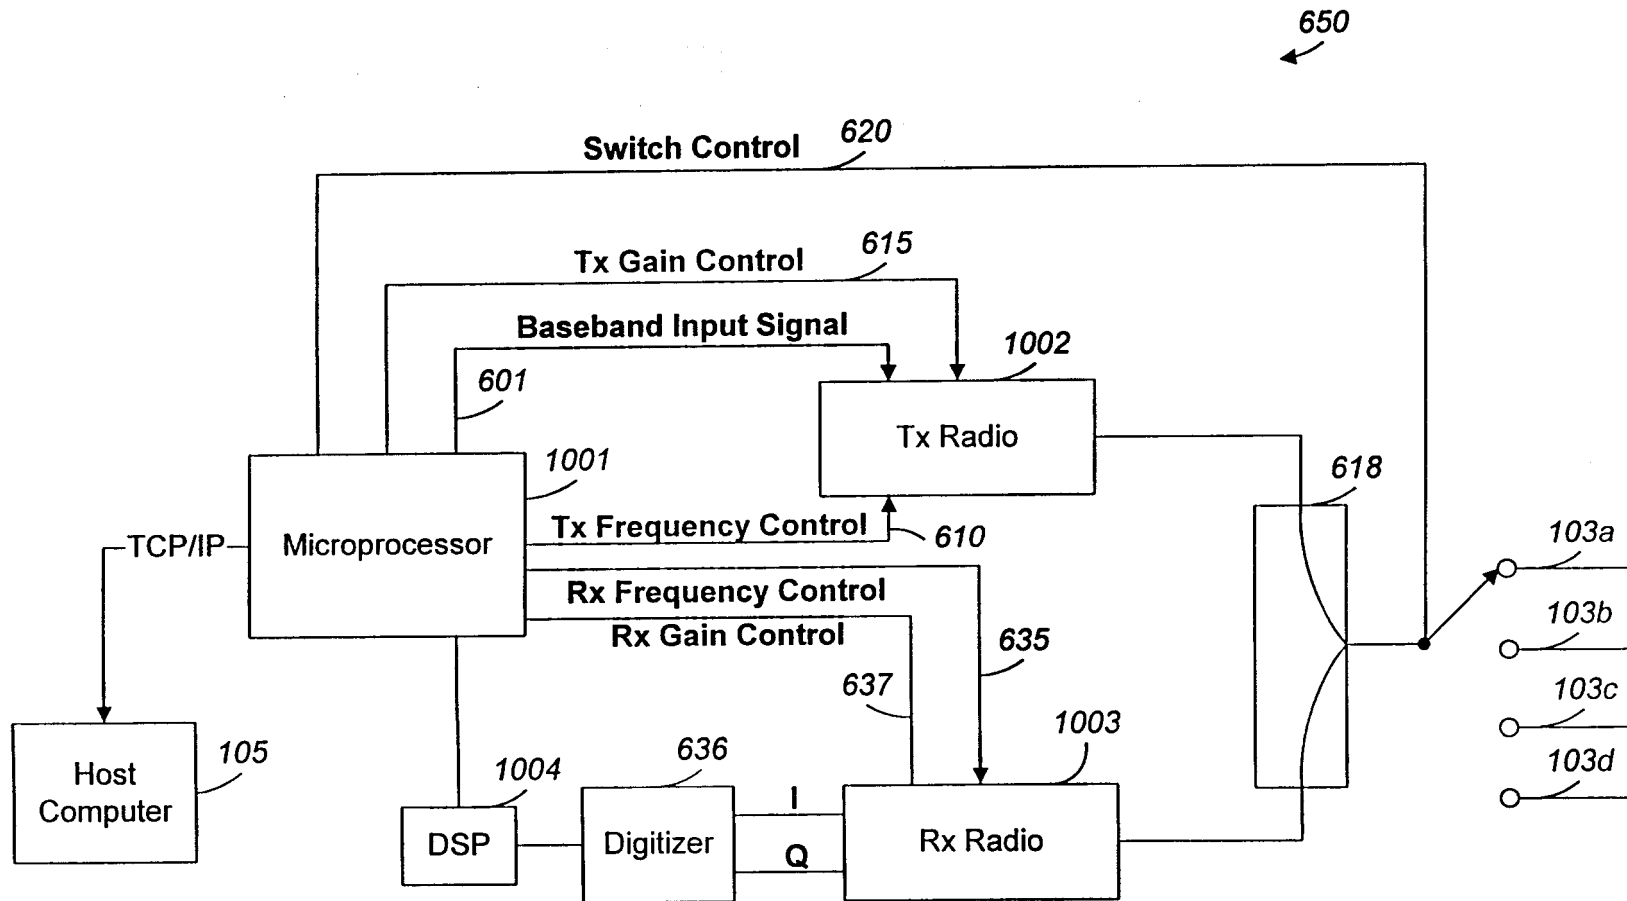 650
Switch Control
620
Tx Gain Control
615
Baseband Input Signal
601
1002
Tx Radio
1001
Microprocessor
TCP/IP
Tx Frequency Control
610
618
Rx Frequency Control
Rx Gain Control
635
637
103a
103b
103c
103d
Host
Computer
105
1004
DSP
636
Digitizer
I
Q
1003
Rx Radio